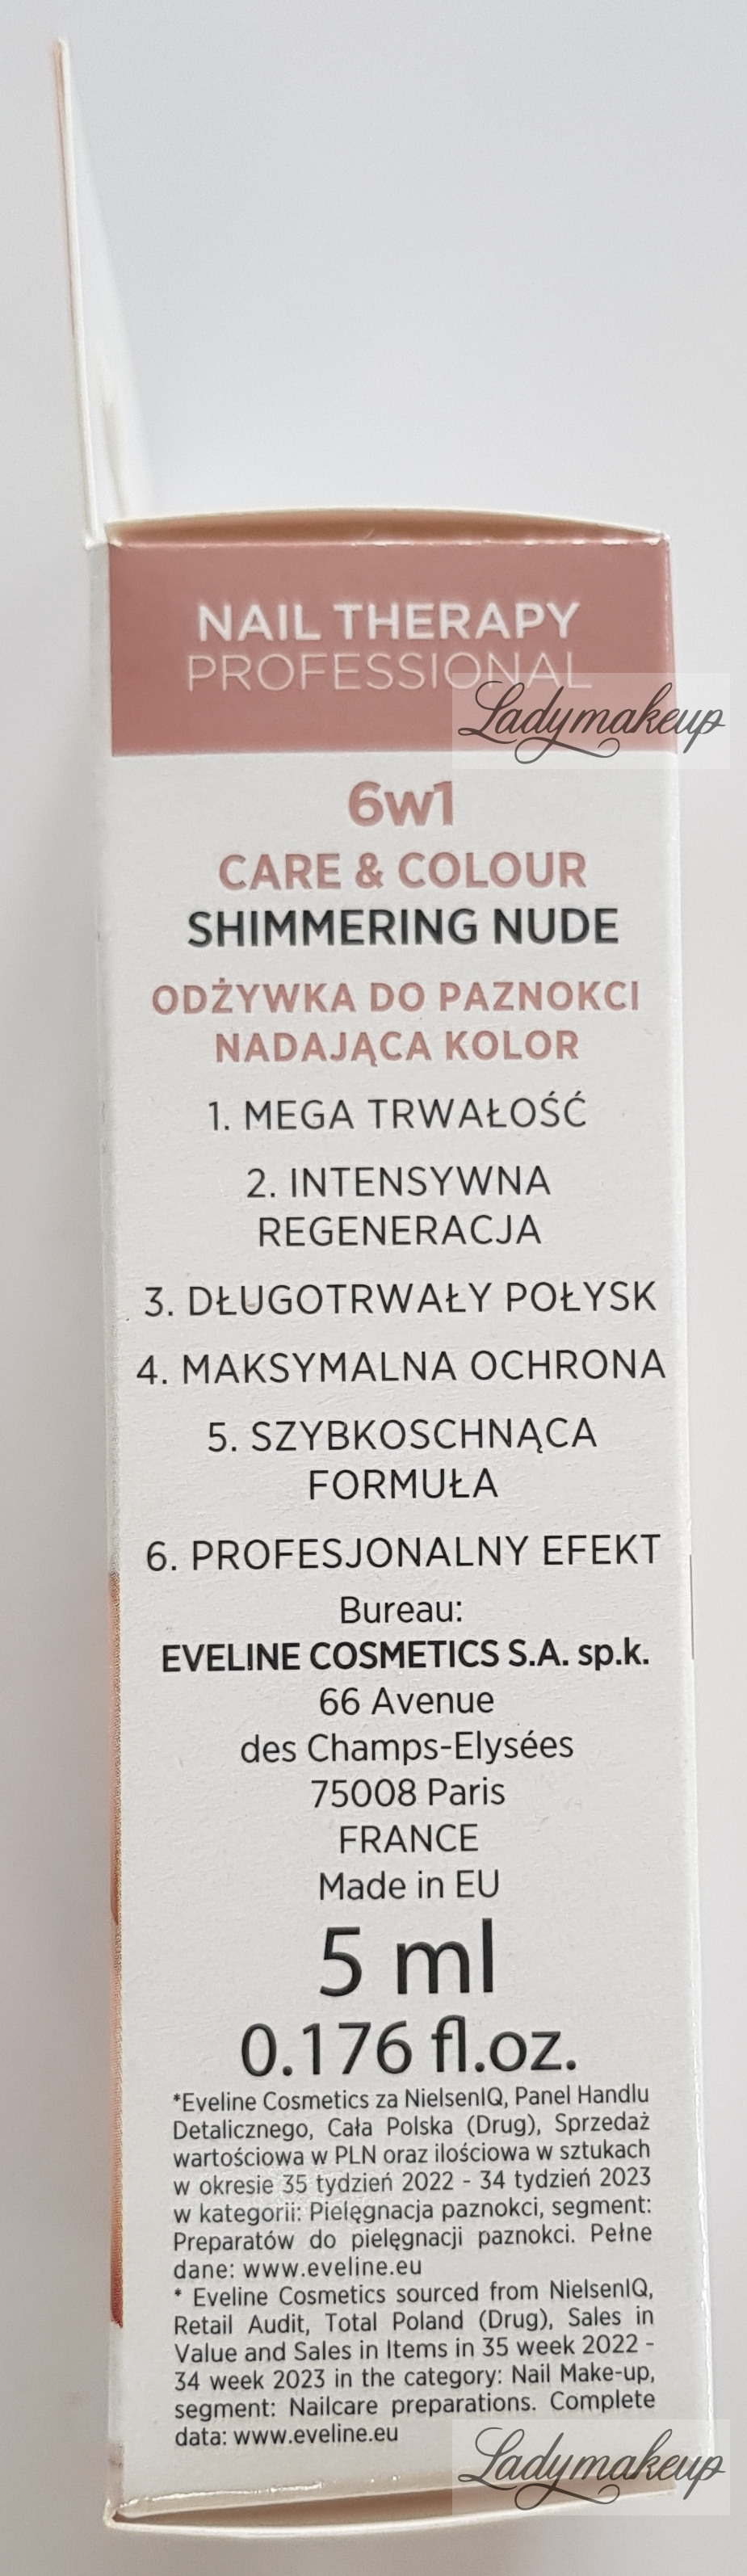 NAIL THERAPY
PROFESSIONAL
Ladymakeup
6w1
CARE & COLOUR
SHIMMERING NUDE
ODŻYWKA DO PAZNOKCI
NADAJĄCA KOLOR
1. MEGA TRWAŁOŚĆ
2. INTENSYWNA
REGENERACJA
3. DŁUGOTRWAŁY POŁYSK
4. MAKSYMALNA OCHRONA
5. SZYBKOSCHNĄCA
FORMUŁA
6. PROFESJONALNY EFEKT
Bureau:
EVELINE COSMETICS S.A. sp.k.
66 Avenue
des Champs-Elysées
75008 Paris
FRANCE
Made in EU
5 ml
0.176 fl.oz.
*Eveline Cosmetics za NielsenIQ, Panel Handlu
Detalicznego, Cała Polska (Drug), Sprzedaż
wartościowa w PLN oraz ilościowa w sztukach
w okresie 35 tydzień 2022 - 34 tydzień 2023
w kategorii: Pielęgnacja paznokci, segment:
Preparatów do pielęgnacji paznokci. Pełne
dane: www.eveline.eu
* Eveline Cosmetics sourced from NielsenIQ,
Retail Audit, Total Poland (Drug), Sales in
Value and Sales in Items in 35 week 2022 -
34 week 2023 in the category: Nail Make-up,
segment: Nailcare preparations. Complete
data: www.eveline.eu
Ladymakeup